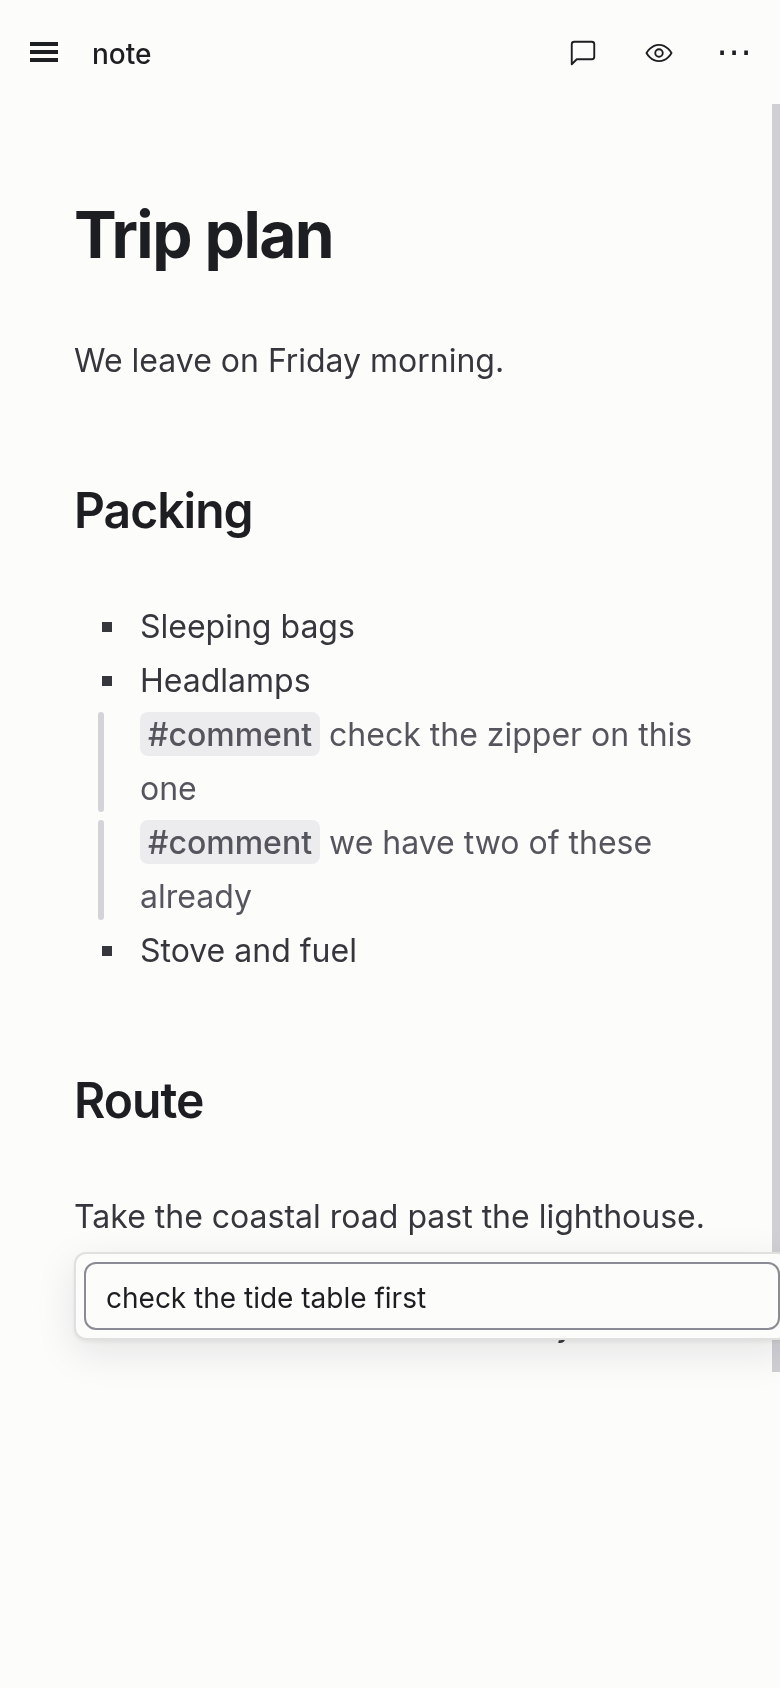 note
Trip plan
We leave on Friday morning.
Packing
Sleeping bags
Headlamps
#comment check the zipper on this
one
#comment we have two of these
already
Stove and fuel
Route
Take the coastal road past the lighthouse.
check the tide table first